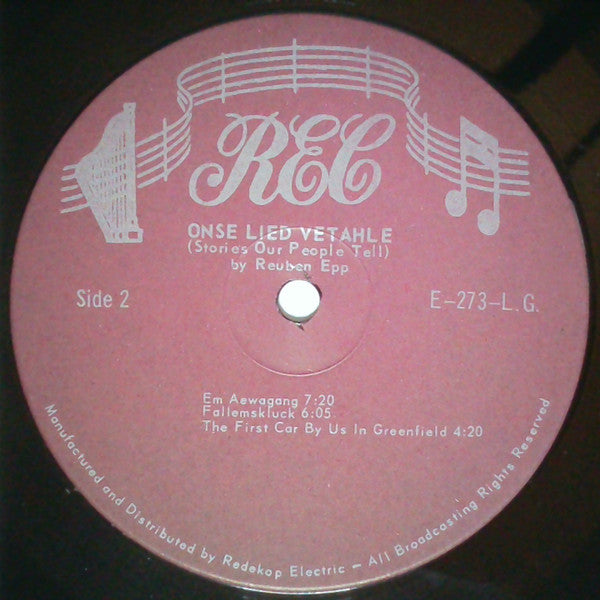 REC
ONSE LIED VETAHLE
(Stories Our People Tell)
by Reuben Epp
Side 2
E-273-L.G.
Em Aewagang 7:20
Fallemskluck 6:05
The First Car By Us In Greenfield 4:20
Manufactured and Distributed by Redekop Electric — All Broadcasting Rights Reserved